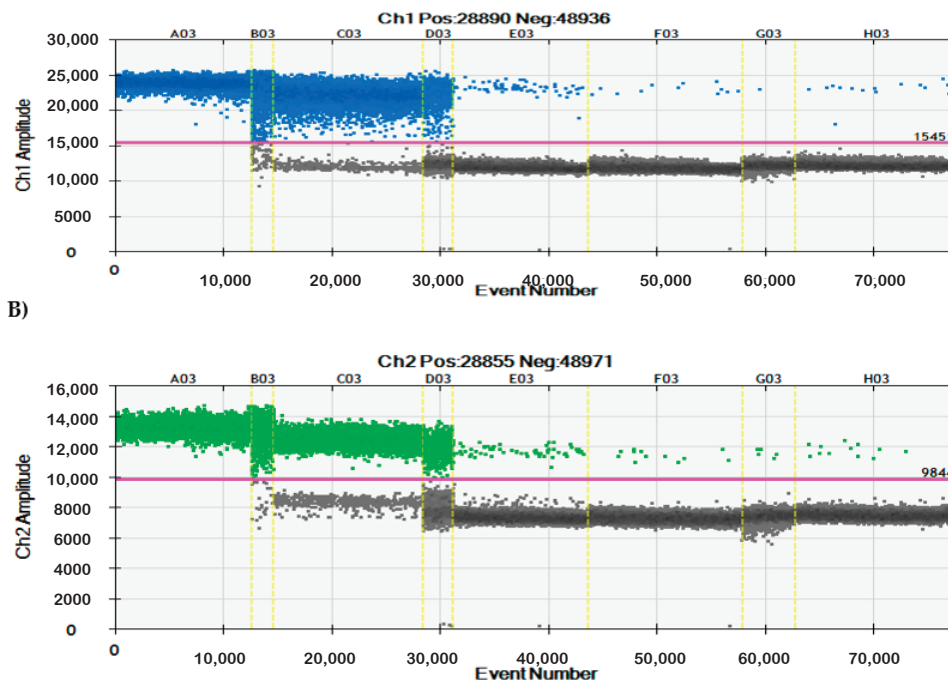 Ch1 Pos:28890 Neg:48936
A03 B03 C03 D03 E03 F03 G03 H03
30,000
25,000
20,000
15,000
10,000
5000
0
Ch1 Amplitude
0 10,000 20,000 30,000 40,000 50,000 60,000 70,000
Event Number
B)
Ch2 Pos:28855 Neg:48971
A03 B03 C03 D03 E03 F03 G03 H03
16,000
14,000
12,000
10,000
8000
6000
4000
2000
0
Ch2 Amplitude
0 10,000 20,000 30,000 40,000 50,000 60,000 70,000
Event Number